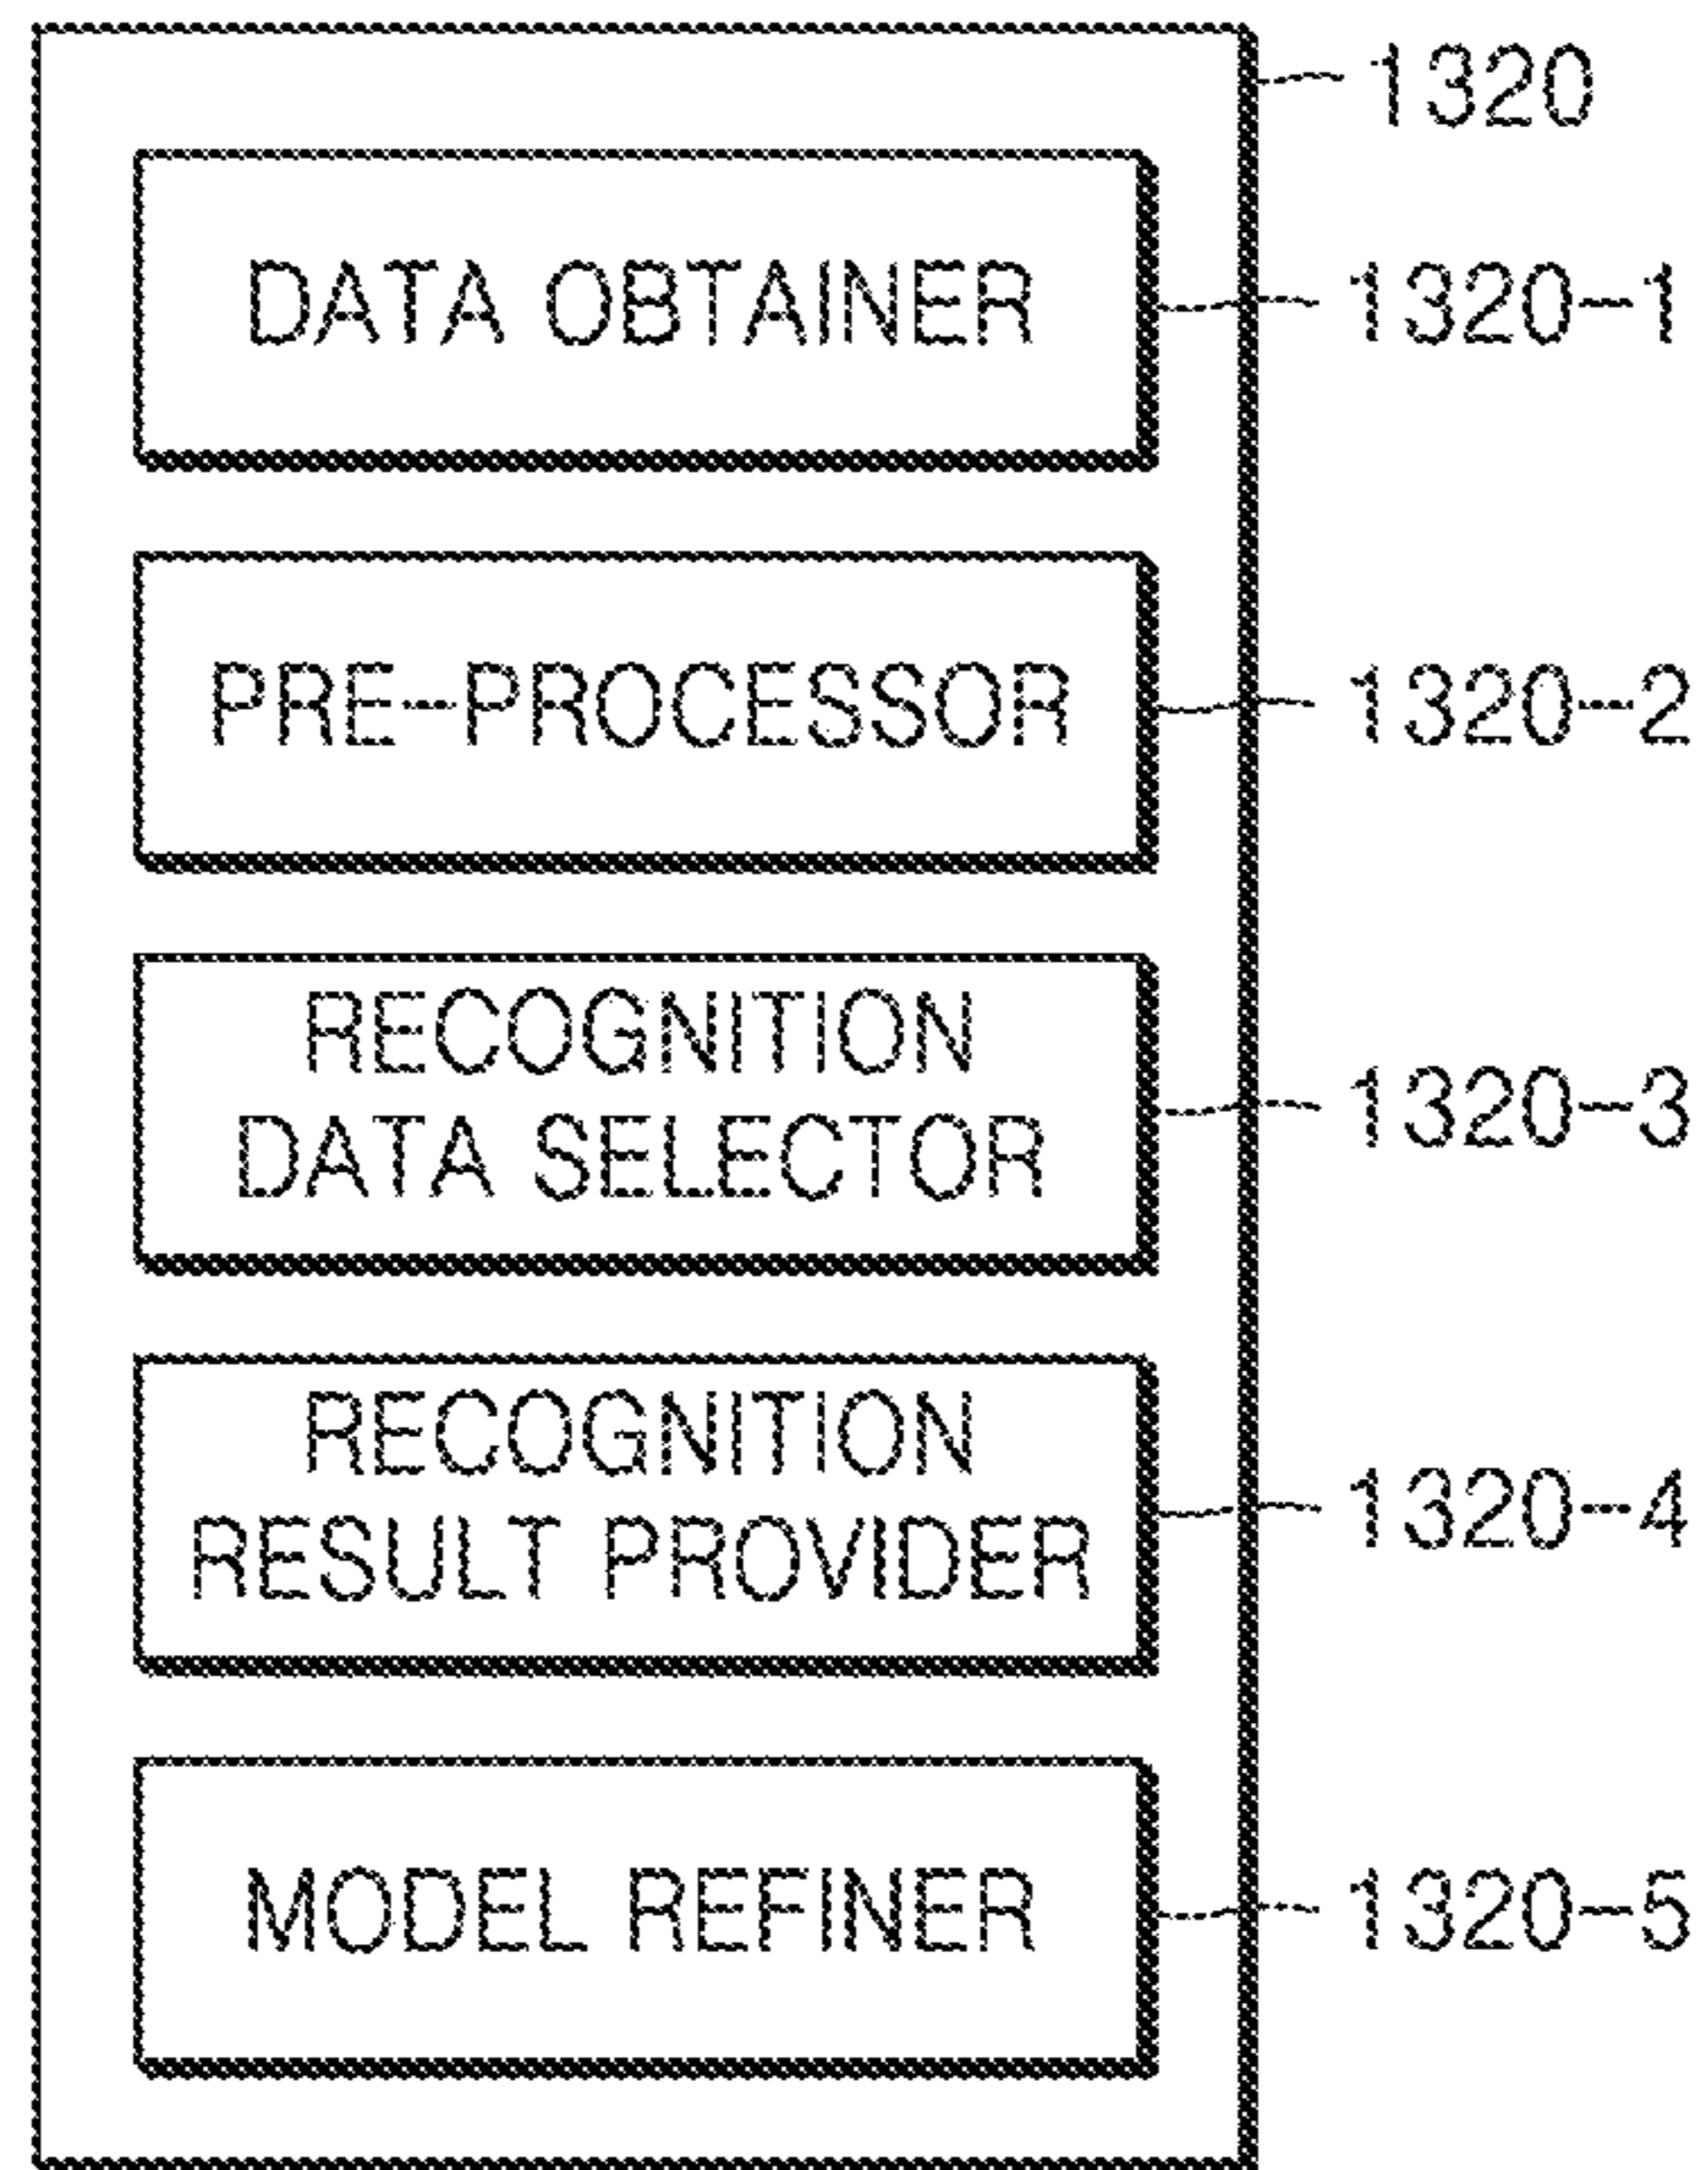 1320
DATA OBTAINER
1320-1
PRE-PROCESSOR
1320-2
RECOGNITION
DATA SELECTOR
1320-3
RECOGNITION
RESULT PROVIDER
1320-4
MODEL REFINER
1320-5